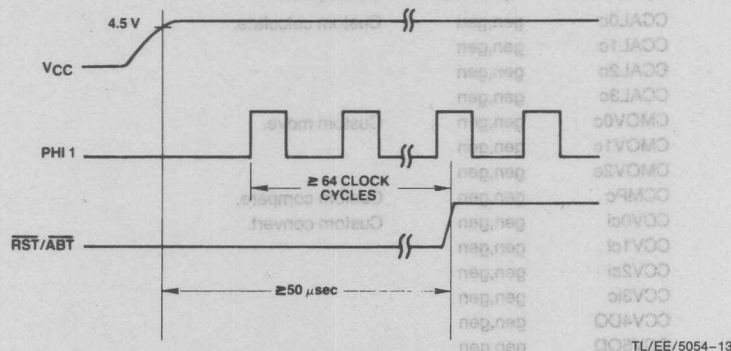 4.5 V
VCC
PHI 1
≥ 64 CLOCK
CYCLES
RST/ABT
≥50 μsec
TL/EE/5054–13
CCAL0c gen,gen Custom calculate.
CCAL1c gen,gen
CCAL2c gen,gen
CCAL3c gen,gen
CMOV0c gen,gen Custom move.
CMOV1c gen,gen
CMOV2c gen,gen
CCMPc gen,gen Custom compare.
CCV0ci gen,gen Custom convert.
CCV1ci gen,gen
CCV2ci gen,gen
CCV3ic gen,gen
CCV4DQ gen,gen
gen,gen